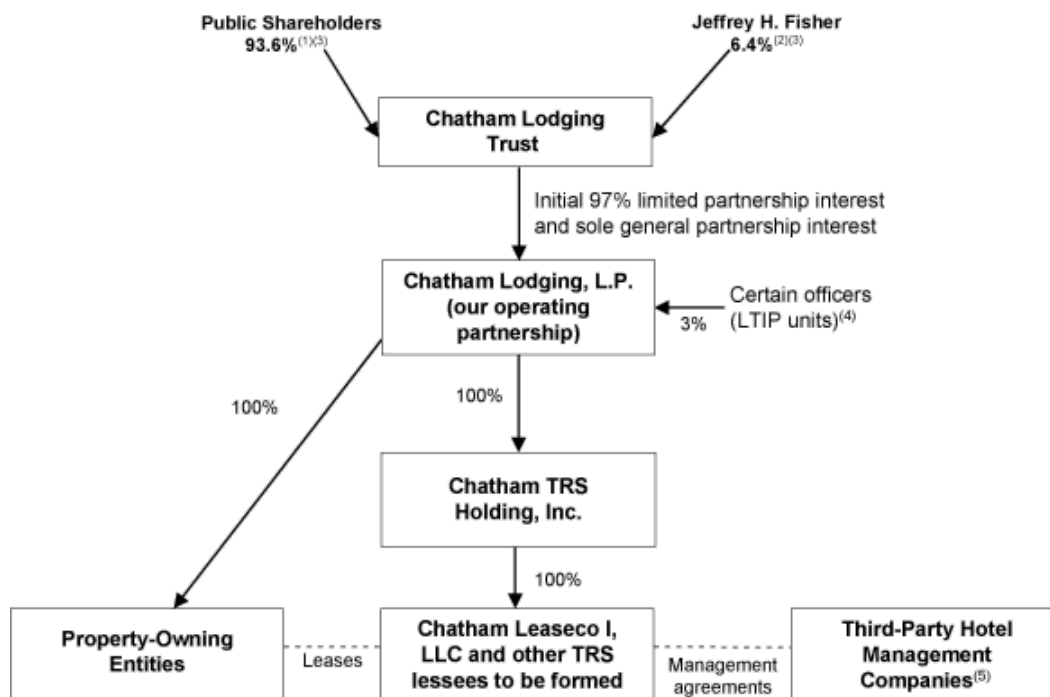 Public Shareholders
93.6%(1)(3)
Jeffrey H. Fisher
6.4%(2)(3)
Chatham Lodging
Trust
Initial 97% limited partnership interest
and sole general partnership interest
Chatham Lodging, L.P.
(our operating
partnership)
Certain officers
(LTIP units)(4)
3%
100%
100%
Chatham TRS
Holding, Inc.
100%
Property-Owning
Entities
Leases
Chatham Leaseco I,
LLC and other TRS
lessees to be formed
Management
agreements
Third-Party Hotel
Management
Companies(5)